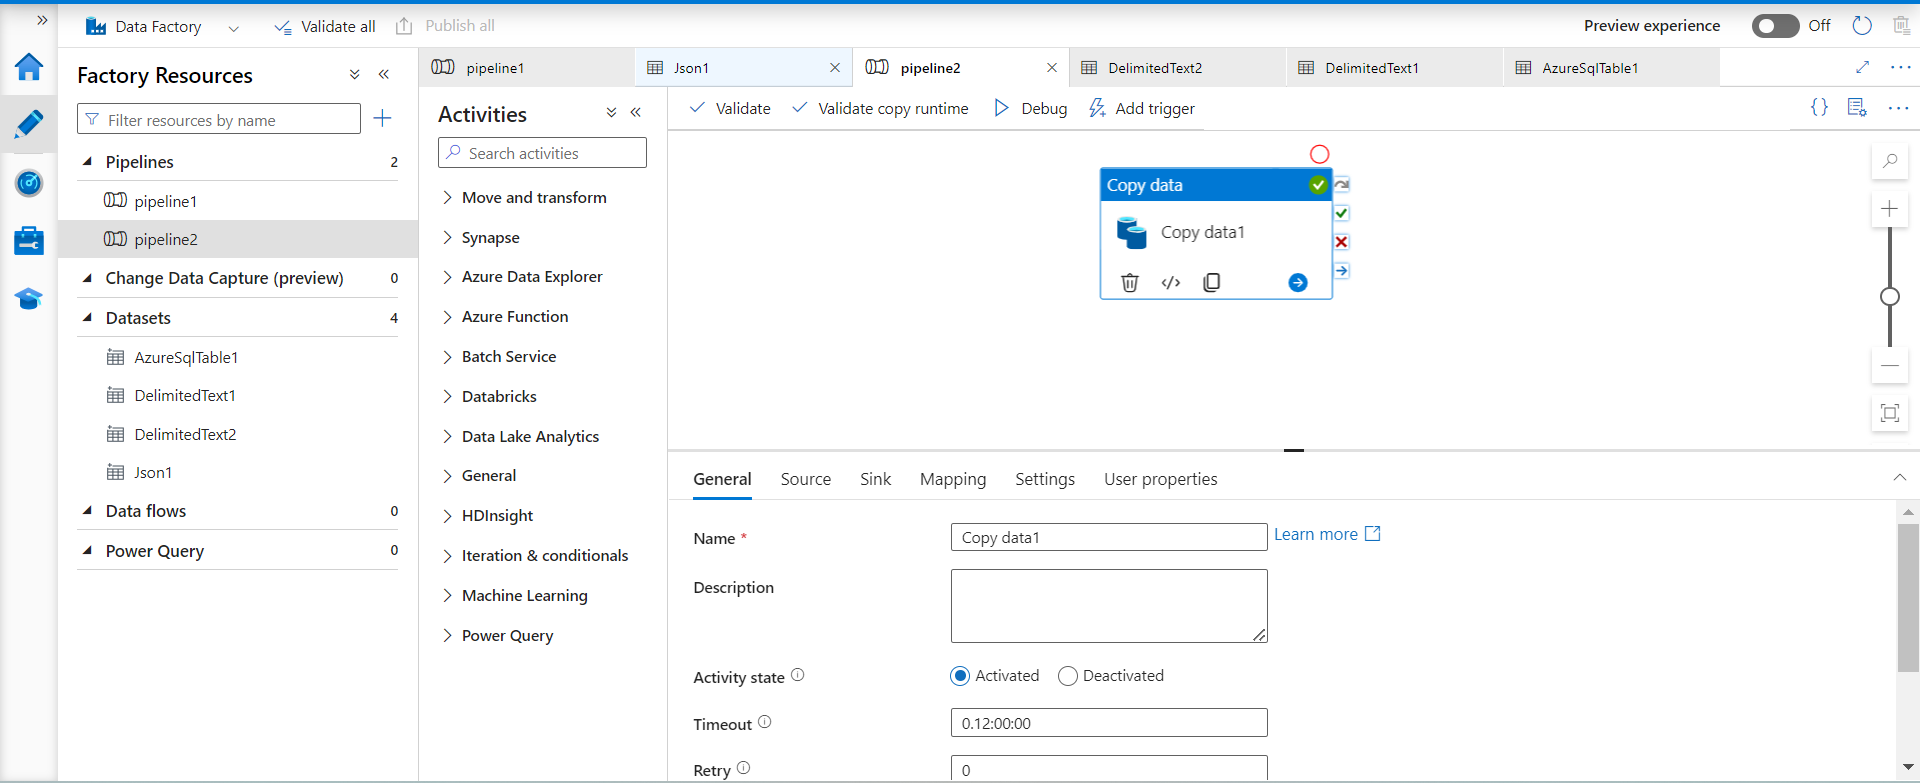 Data Factory
Validate all
Publish all
Preview experience
Off
Factory Resources
Filter resources by name
Pipelines 2
pipeline1
pipeline2
Change Data Capture (preview) 0
Datasets 4
AzureSqlTable1
DelimitedText1
DelimitedText2
Json1
Data flows 0
Power Query 0
pipeline1
Json1
pipeline2
DelimitedText2
DelimitedText1
AzureSqlTable1
Activities
Search activities
Move and transform
Synapse
Azure Data Explorer
Azure Function
Batch Service
Databricks
Data Lake Analytics
General
HDInsight
Iteration & conditionals
Machine Learning
Power Query
Validate
Validate copy runtime
Debug
Add trigger
Copy data
Copy data1
General
Source
Sink
Mapping
Settings
User properties
Name *
Copy data1
Learn more
Description
Activity state
Activated
Deactivated
Timeout
0.12:00:00
Retry
0